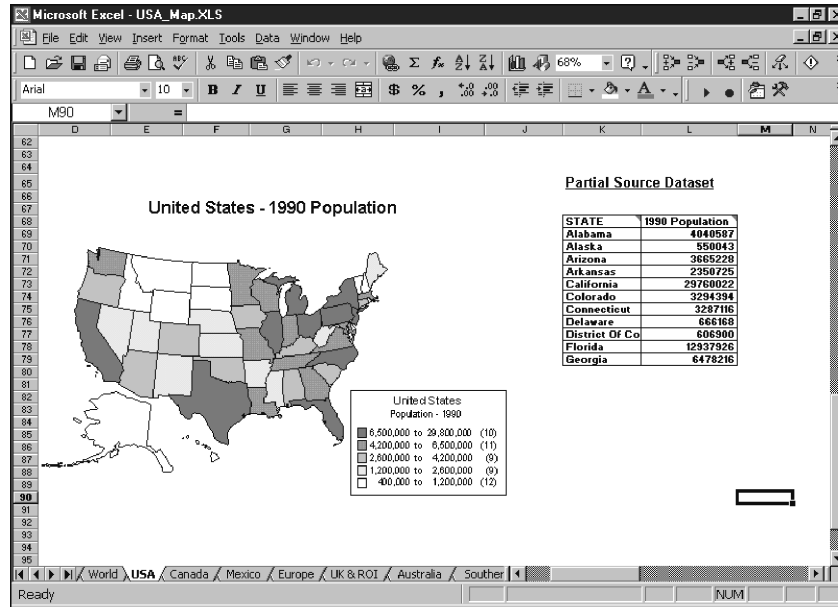 Microsoft Excel - USA_Map.XLS
File Edit View Insert Format Tools Data Window Help
68%
Arial 10 B I U $ % ,
M90 =
D E F G H I J K L M N
62
63
64
65 Partial Source Dataset
66
67 United States - 1990 Population
68 STATE 1990 Population
69 Alabama 4040587
70 Alaska 550043
71 Arizona 3665228
72 Arkansas 2350725
73 California 29760022
74 Colorado 3294394
75 Connecticut 3287116
76 Delaware 666168
77 District Of Co 606900
78 Florida 12937926
79 Georgia 6478216
80
81
82 United States
83 Population - 1990
84
85 6,500,000 to 29,800,000 (10)
86 4,200,000 to 6,500,000 (11)
87 2,600,000 to 4,200,000 (9)
88 1,200,000 to 2,600,000 (9)
89 400,000 to 1,200,000 (12)
90
91
92
93
94
95
World USA Canada Mexico Europe UK & ROI Australia Souther
Ready NUM